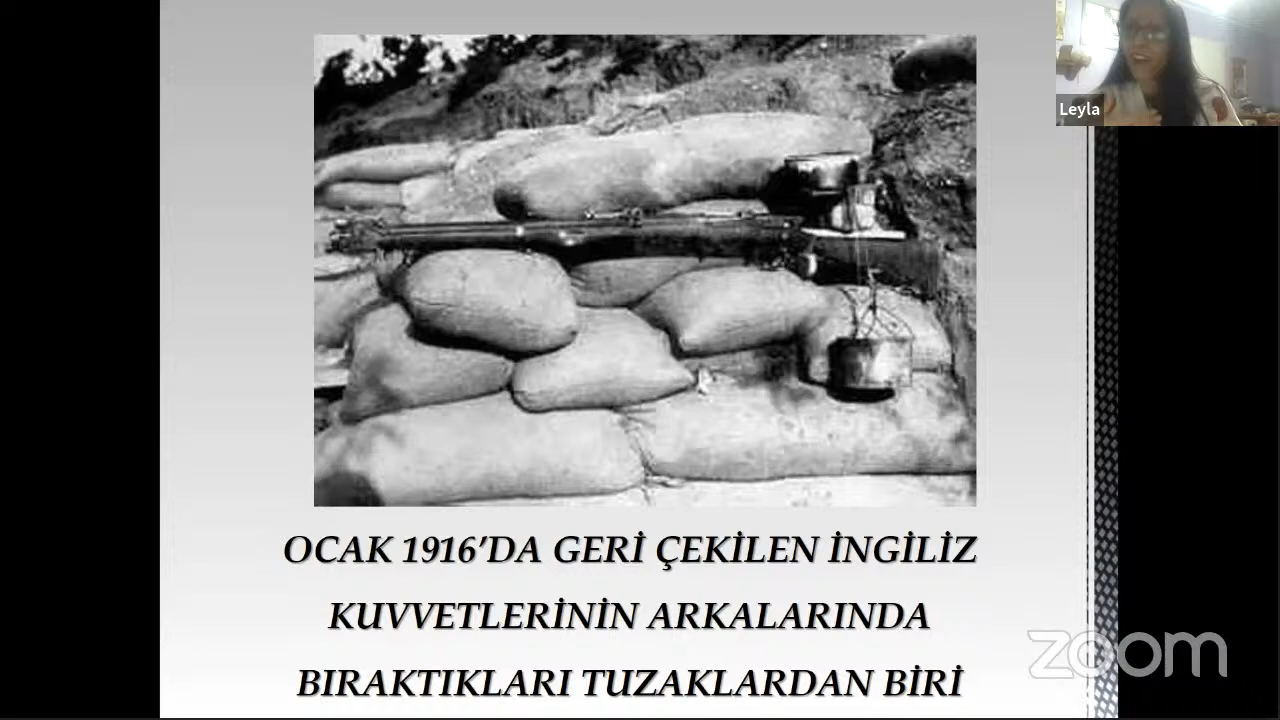 Leyla
OCAK 1916’DA GERİ ÇEKİLEN İNGİLİZ
KUVVETLERİNİN ARKALARINDA
BIRAKTIKLARI TUZAKLARDAN BİRİ
zoom